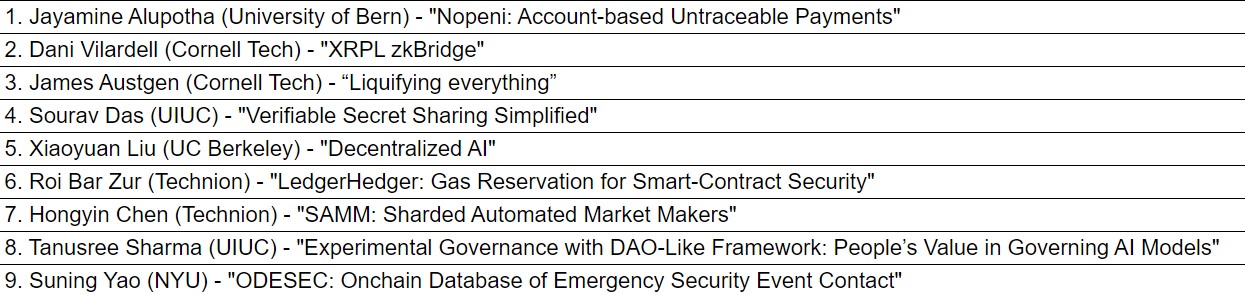 1. Jayamine Alupotha (University of Bern) - "Nopeni: Account-based Untraceable Payments"
2. Dani Vilardell (Cornell Tech) - "XRPL zkBridge"
3. James Austgen (Cornell Tech) - “Liquifying everything”
4. Sourav Das (UIUC) - "Verifiable Secret Sharing Simplified"
5. Xiaoyuan Liu (UC Berkeley) - "Decentralized AI"
6. Roi Bar Zur (Technion) - "LedgerHedger: Gas Reservation for Smart-Contract Security"
7. Hongyin Chen (Technion) - "SAMM: Sharded Automated Market Makers"
8. Tanusree Sharma (UIUC) - "Experimental Governance with DAO-Like Framework: People’s Value in Governing AI Models"
9. Suning Yao (NYU) - "ODESEC: Onchain Database of Emergency Security Event Contact"